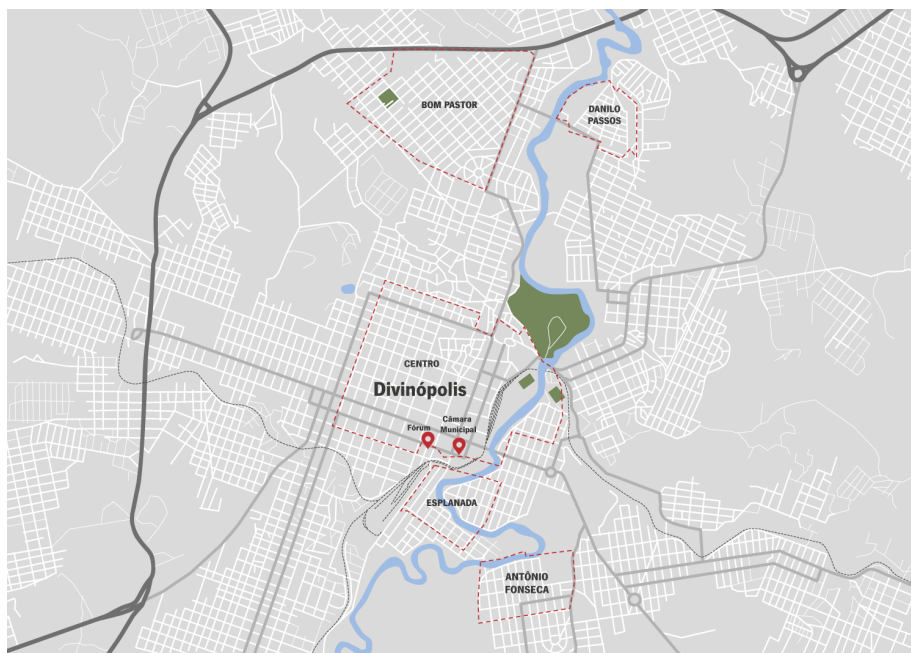 BOM PASTOR
DANILO
PASSOS
CENTRO
Divinópolis
Fórum
Câmara
Municipal
ESPLANADA
ANTÔNIO
FONSECA